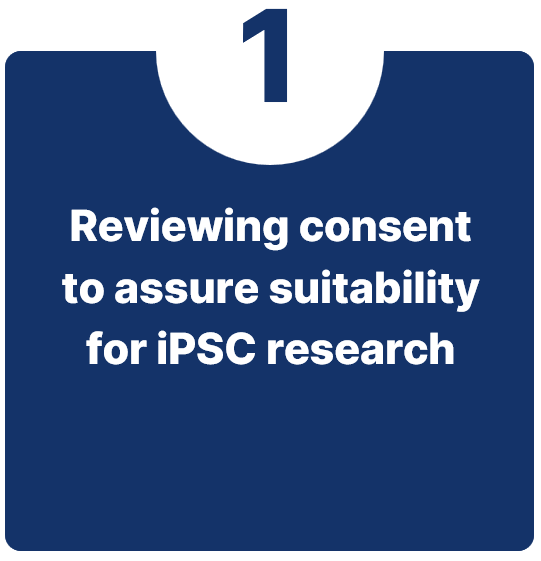 1
Reviewing consent
to assure suitability
for iPSC research